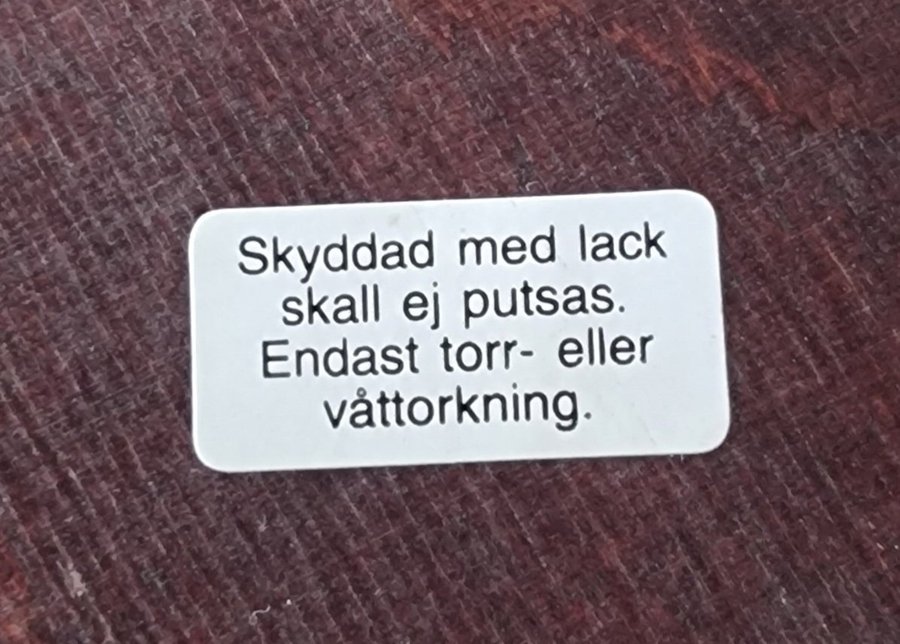 Skyddad med lack
skall ej putsas.
Endast torr- eller
våttorkning.